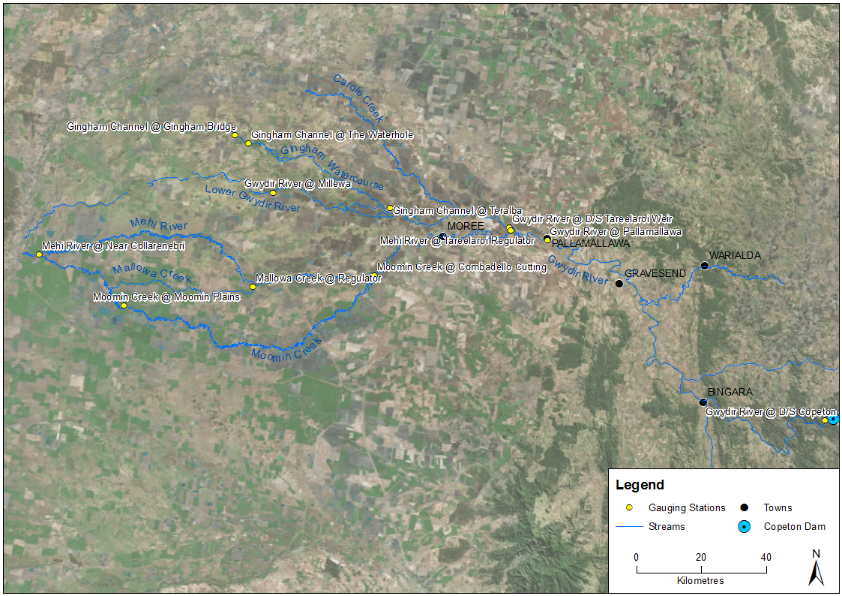 Carole Creek
Gingham Channel @ Gingham Bridge
Gingham Channel @ The Waterhole
Gingham Watercourse
Gwydir River @ Millewa
Lower Gwydir River
Gingham Channel @ Teralba
Gwydir River @ D/S Tareelaroi Weir
Mehi River
MOREE
Gwydir River @ Pallamallawa
Mehi River @ Tareelaroi Regulator
PALLAMALLAWA
Mehi River @ Near Collarenebri
WARIALDA
Moomin Creek @ Combadello Cutting
Gwydir River
Mallowa Creek
GRAVESEND
Mallowa Creek @ Regulator
Moomin Creek @ Moomin Plains
Moomin Creek
BINGARA
Gwydir River @ D/S Copeton
Legend
Gauging Stations
Towns
Streams
Copeton Dam
0 20 40
Kilometres
N